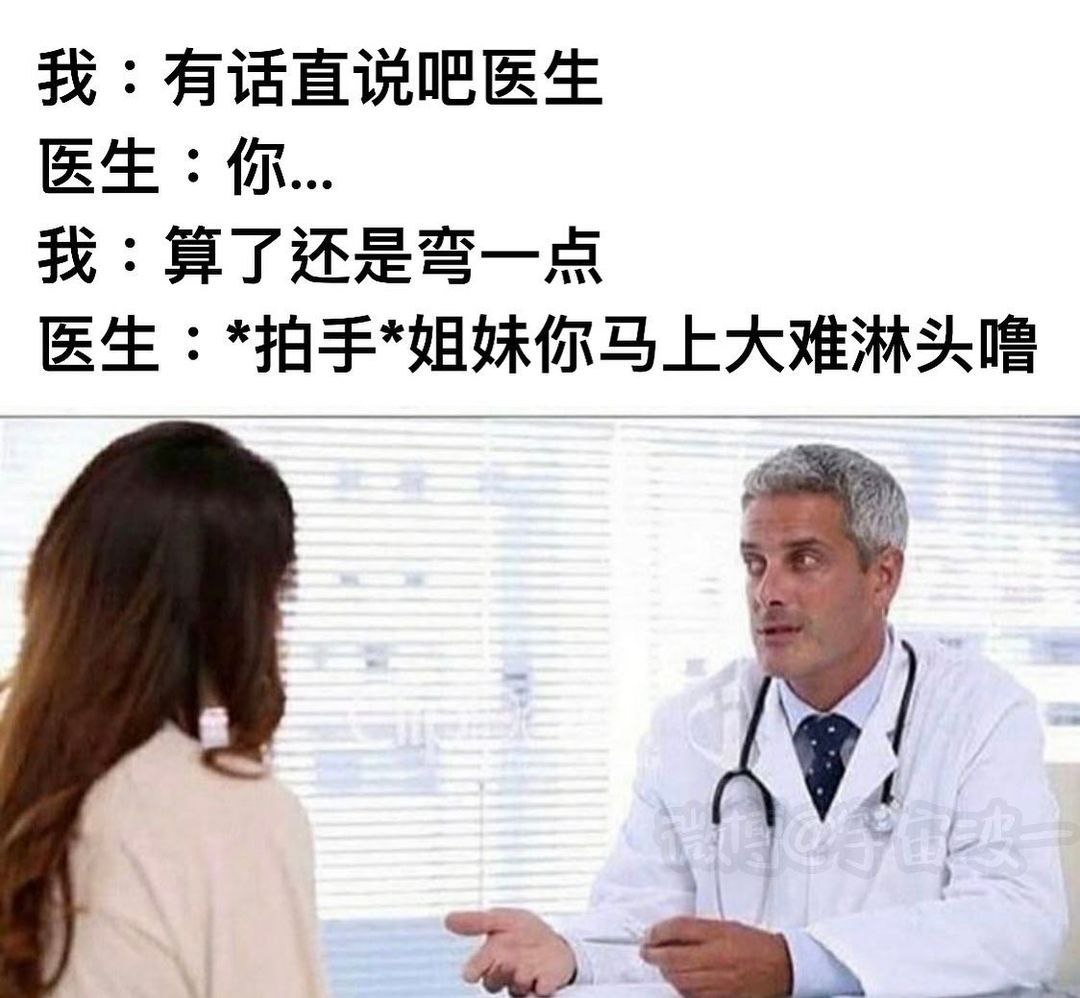 我：有话直说吧医生
医生：你...
我：算了还是弯一点
医生：*拍手*姐妹你马上大难淋头噜
微博@宇宙波一